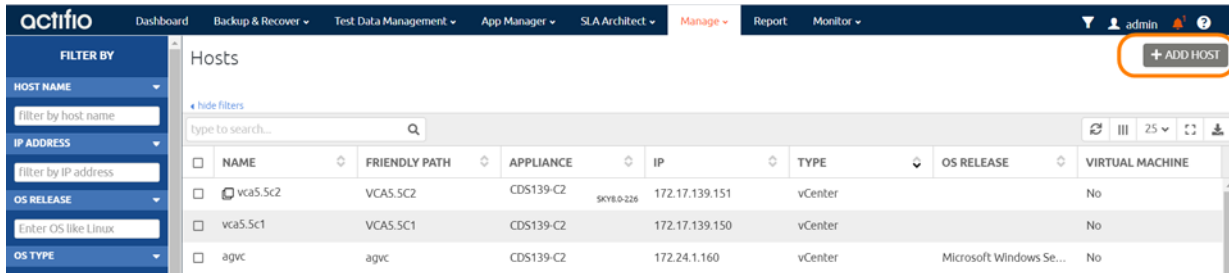 actifio Dashboard Backup & Recover Test Data Management App Manager SLA Architect Manage Report Monitor admin 1 ?
FILTER BY
Hosts
+ ADD HOST
HOST NAME
filter by host name
hide filters
type to search...
25
IP ADDRESS
filter by IP address
NAME FRIENDLY PATH APPLIANCE IP TYPE OS RELEASE VIRTUAL MACHINE
OS RELEASE
vca5.5c2 VCA5.5C2 CDS139-C2 SKY8.0-226 172.17.139.151 vCenter No
Enter OS like Linux
vca5.5c1 VCA5.5C1 CDS139-C2 172.17.139.150 vCenter No
OS TYPE
agvc agvc CDS139-C2 172.24.1.160 vCenter Microsoft Windows Se... No